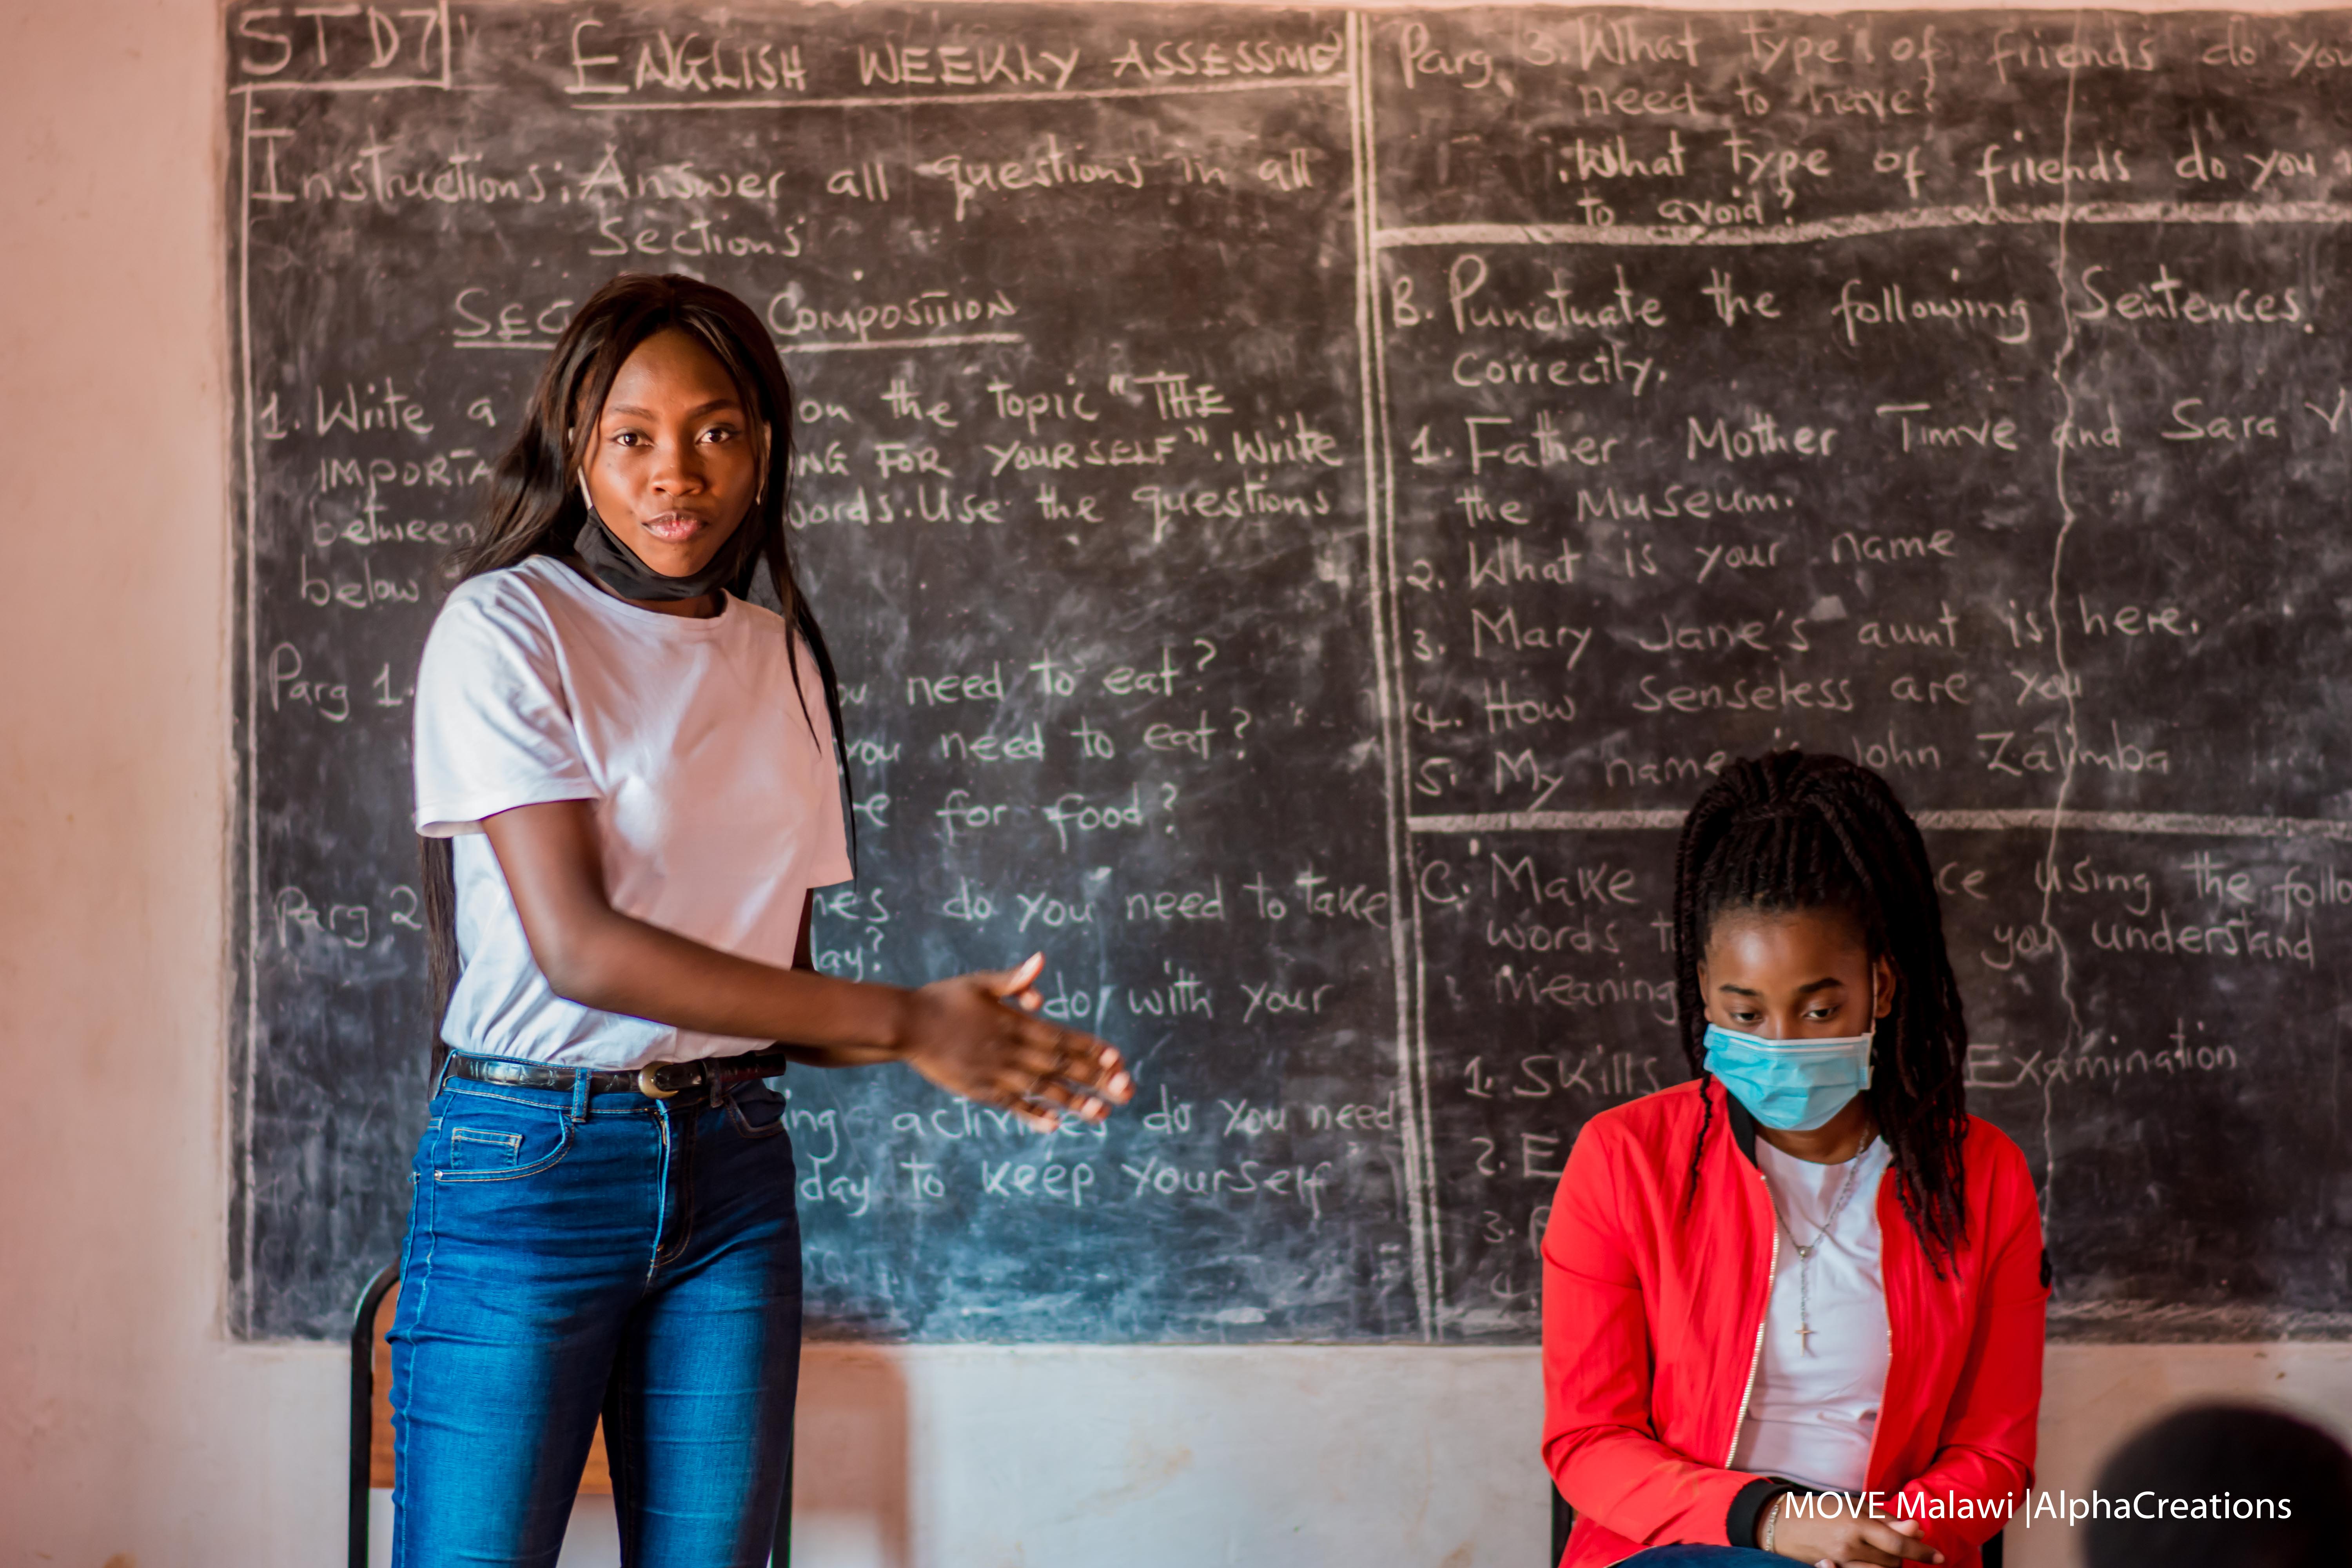 STD7
ENGLISH WEEKLY ASSESSME
Instructions: Answer all questions in all
Sections
SEC COMPOSITION
1. Write a on the topic "THE
IMPORTA NG FOR YOURSELF". Write
between words. Use the questions
below
Parg 1. need to eat?
you need to eat?
for food?
Parg 2 do you need to take
day?
do with your
activities do you need
day to keep yourself
Parg 3. What type of friends do you
need to have?
What type of friends do you
to avoid?
B. Punctuate the following Sentences.
correctly.
1. Father Mother Timve and Sara
the Museum.
2. What is your name
3. Mary Jane's aunt is here.
4. How senseless are you
5. My name is John Zalimba
C. Make using the follo
words you understand
Meaning
1. Skills Examination
2. E
3.
4.
MOVE Malawi |AlphaCreations